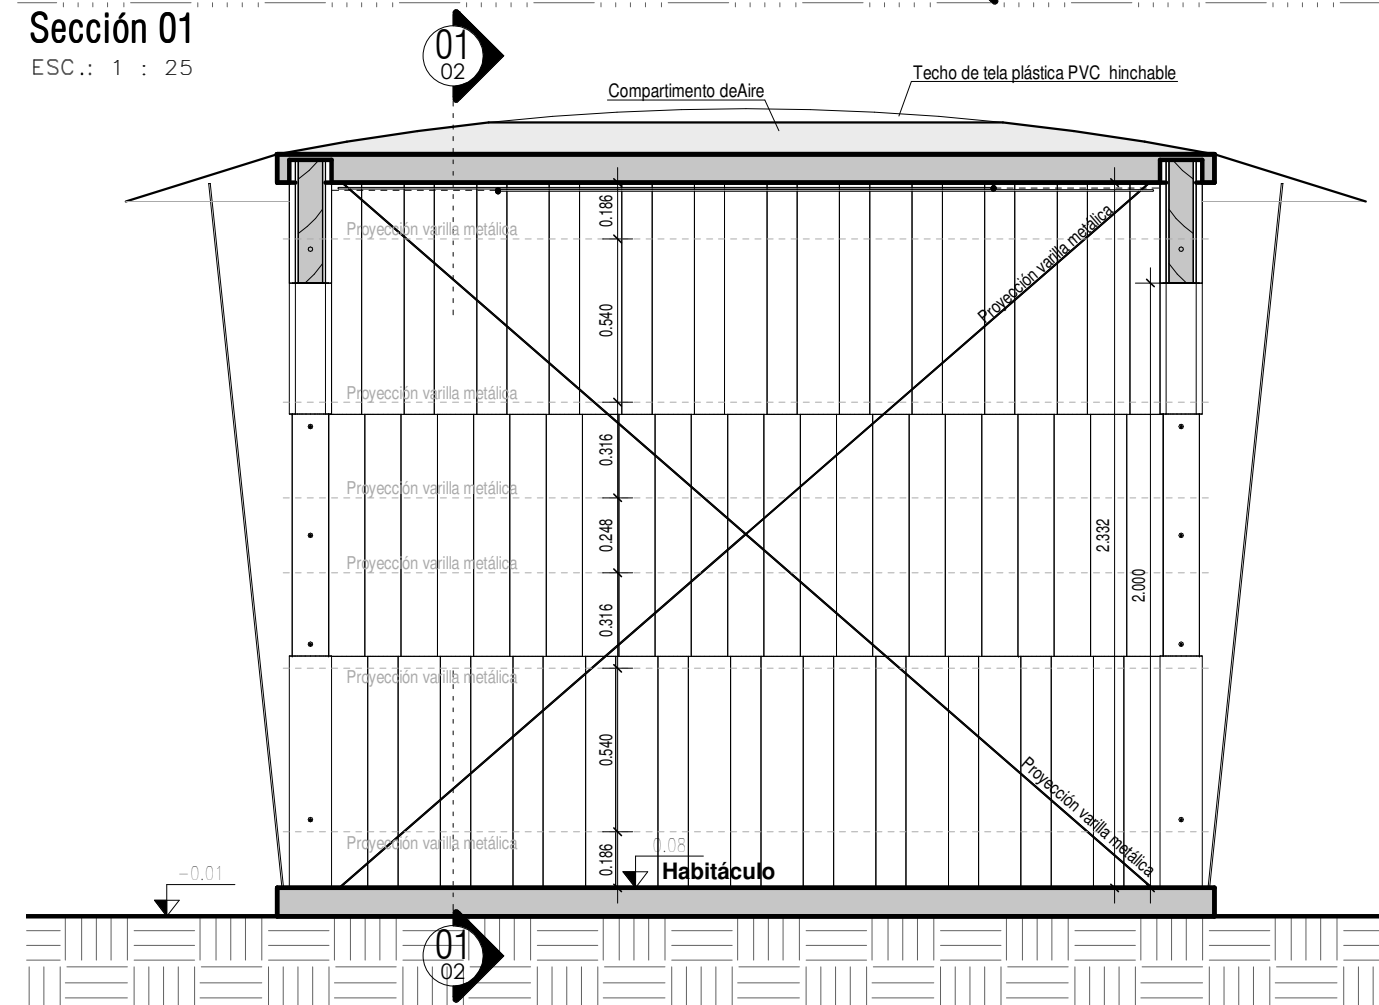 Sección 01
ESC.: 1 : 25
01
02
Compartimento deAire
Techo de tela plástica PVC hinchable
0.186
Proyección varilla metálica
Proyección varilla metálica
0.540
Proyección varilla metálica
0.316
Proyección varilla metálica
0.248
2.332
Proyección varilla metálica
2.000
0.316
Proyección varilla metálica
0.540
Proyección varilla metálica
Proyección varilla metálica
0.186
0.08
Habitáculo
-0.01
01
02